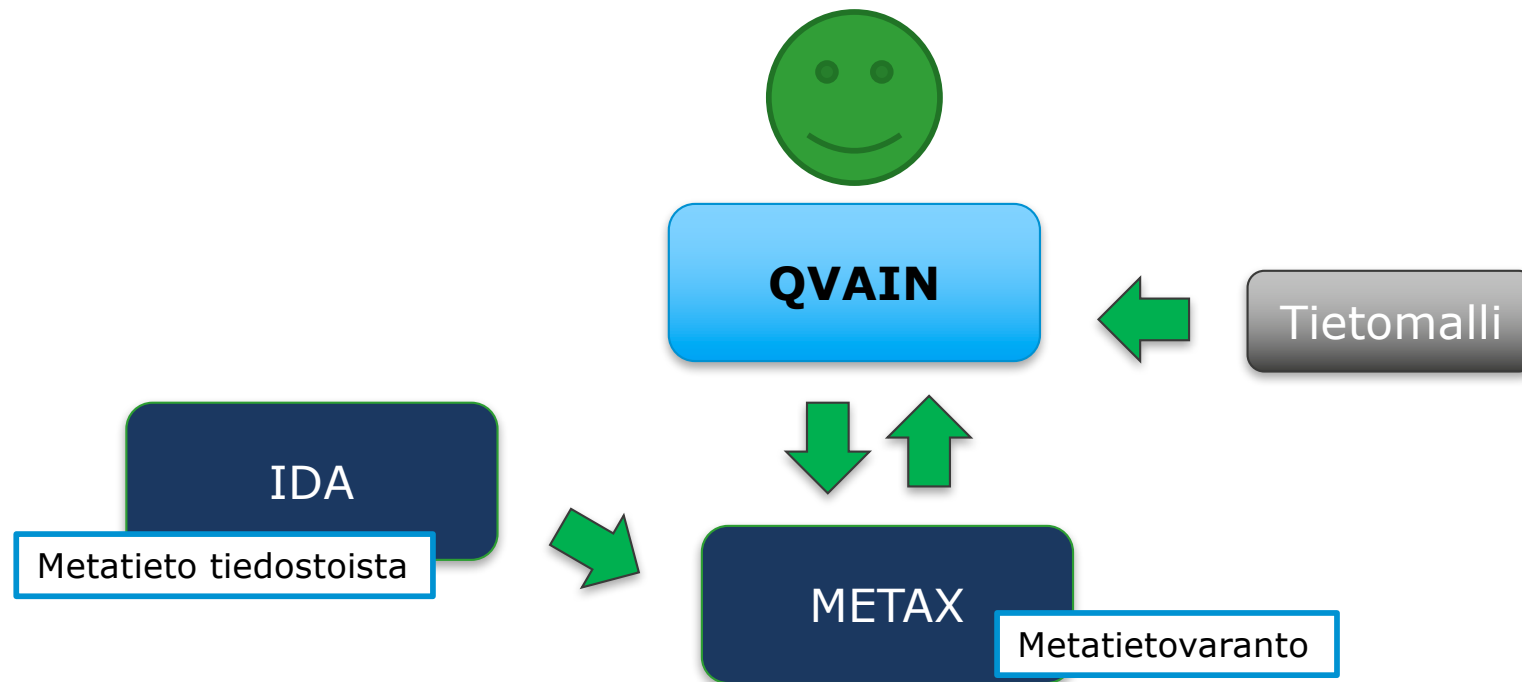 QVAIN
Tietomalli
IDA
Metatieto tiedostoista
METAX
Metatietovaranto